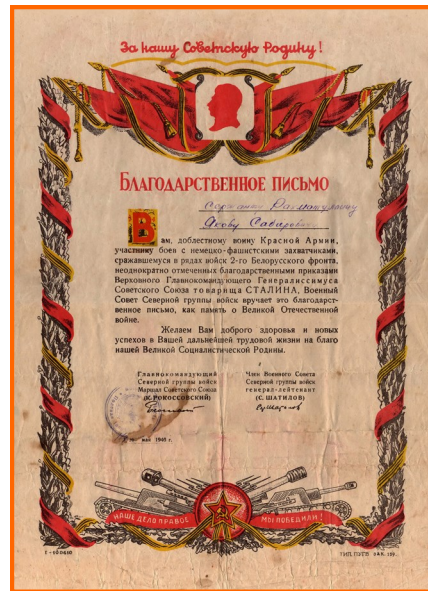 За нашу Советскую Родину!
БЛАГОДАРСТВЕННОЕ ПИСЬМО
Вам, доблестному воину Красной Армии,
участнику боев с немецко-фашистскими захватчиками,
сражавшемуся в рядах войск 2-го Белорусского фронта,
неоднократно отмеченных благодарственными приказами
Верховного Главнокомандующего Генералиссимуса
Советского Союза товарища СТАЛИНА, Военный
Совет Северной группы войск вручает это благодарст-
венное письмо, как память о Великой Отечественной
войне.
Желаем Вам доброго здоровья и новых
успехов в Вашей дальнейшей трудовой жизни на благо
нашей Великой Социалистической Родины.
Главнокомандующий
Северной группы войск
Маршал Советского Союза
(К. РОКОССОВСКИЙ)
Член Военного Совета
Северной группы войск
генерал-лейтенант
(С. ШАТИЛОВ)
мая 194 г.
НАШЕ ДЕЛО ПРАВОЕ
МЫ ПОБЕДИЛИ!